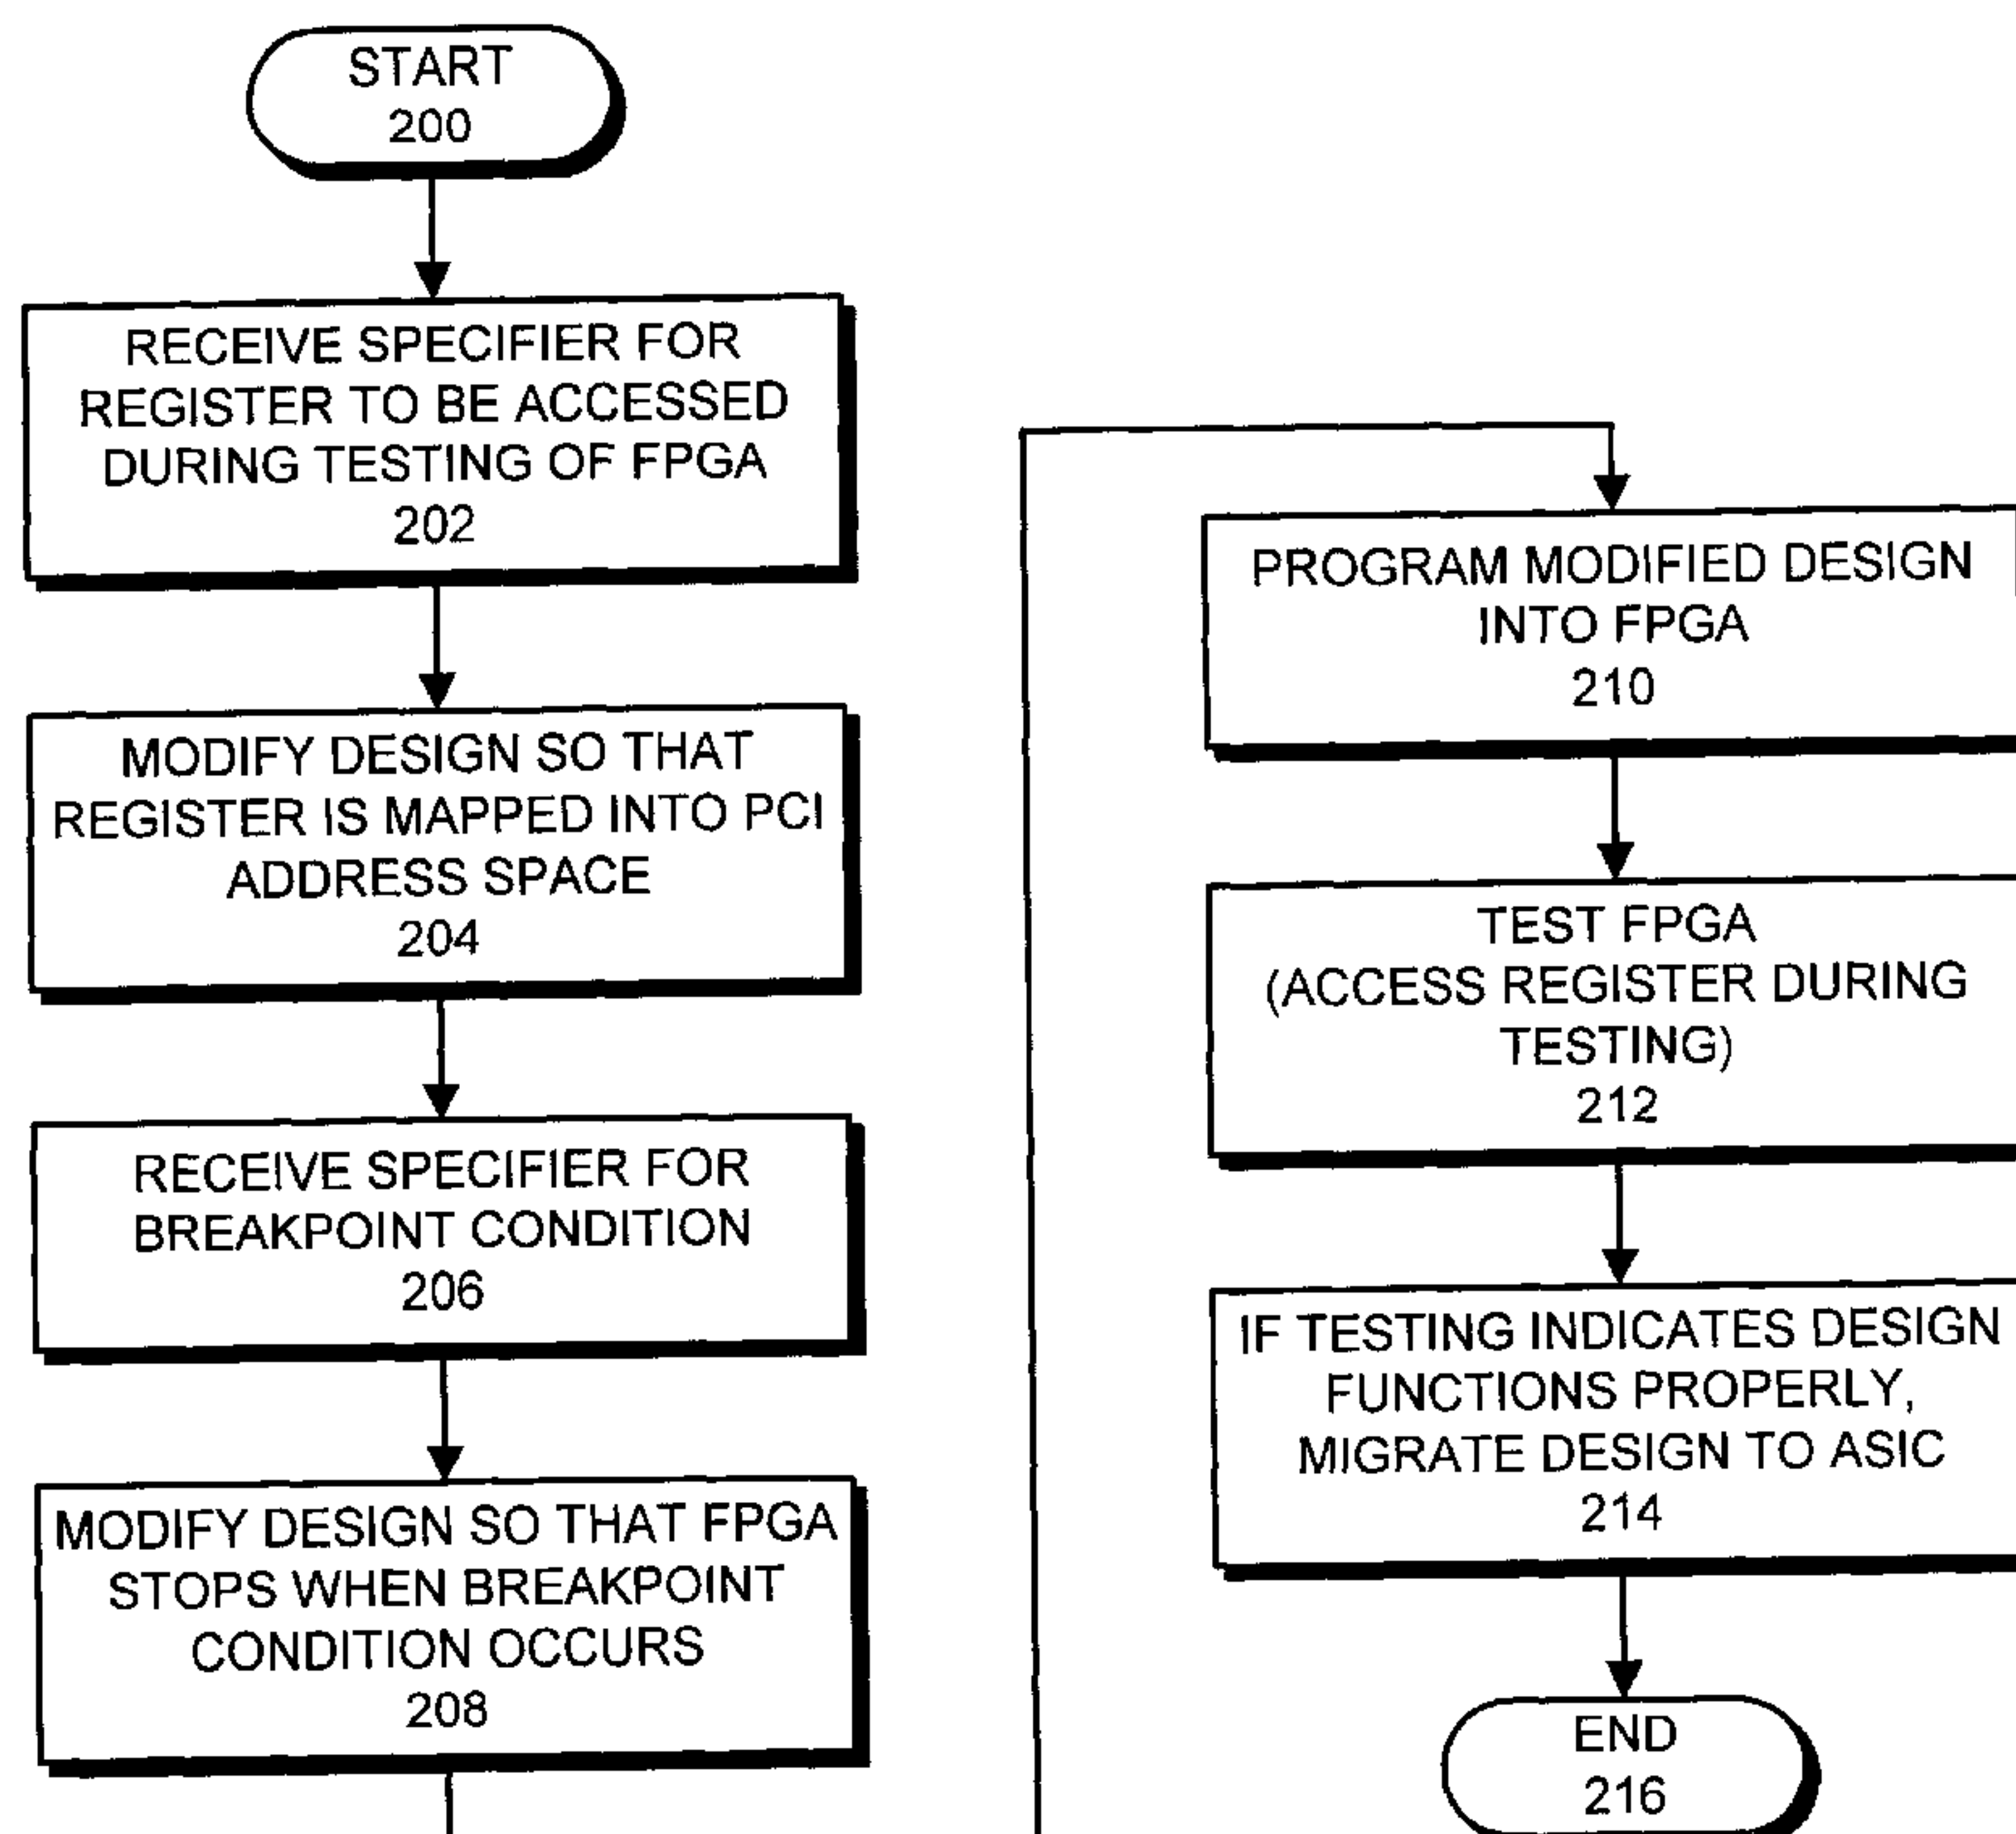 START
200
RECEIVE SPECIFIER FOR
REGISTER TO BE ACCESSED
DURING TESTING OF FPGA
202
MODIFY DESIGN SO THAT
REGISTER IS MAPPED INTO PCI
ADDRESS SPACE
204
RECEIVE SPECIFIER FOR
BREAKPOINT CONDITION
206
MODIFY DESIGN SO THAT FPGA
STOPS WHEN BREAKPOINT
CONDITION OCCURS
208
PROGRAM MODIFIED DESIGN
INTO FPGA
210
TEST FPGA
(ACCESS REGISTER DURING
TESTING)
212
IF TESTING INDICATES DESIGN
FUNCTIONS PROPERLY,
MIGRATE DESIGN TO ASIC
214
END
216